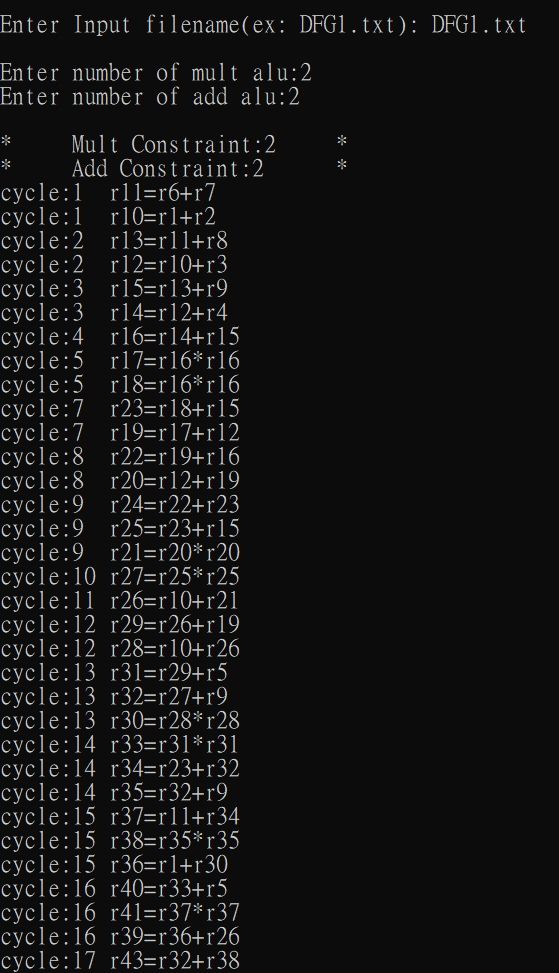 Enter Input filename(ex: DFG1.txt): DFG1.txt
Enter number of mult alu:2
Enter number of add alu:2
* Mult Constraint:2 *
* Add Constraint:2 *
cycle:1 r11=r6+r7
cycle:1 r10=r1+r2
cycle:2 r13=r11+r8
cycle:2 r12=r10+r3
cycle:3 r15=r13+r9
cycle:3 r14=r12+r4
cycle:4 r16=r14+r15
cycle:5 r17=r16*r16
cycle:5 r18=r16*r16
cycle:7 r23=r18+r15
cycle:7 r19=r17+r12
cycle:8 r22=r19+r16
cycle:8 r20=r12+r19
cycle:9 r24=r22+r23
cycle:9 r25=r23+r15
cycle:9 r21=r20*r20
cycle:10 r27=r25*r25
cycle:11 r26=r10+r21
cycle:12 r29=r26+r19
cycle:12 r28=r10+r26
cycle:13 r31=r29+r5
cycle:13 r32=r27+r9
cycle:13 r30=r28*r28
cycle:14 r33=r31*r31
cycle:14 r34=r23+r32
cycle:14 r35=r32+r9
cycle:15 r37=r11+r34
cycle:15 r38=r35*r35
cycle:15 r36=r1+r30
cycle:16 r40=r33+r5
cycle:16 r41=r37*r37
cycle:16 r39=r36+r26
cycle:17 r43=r32+r38